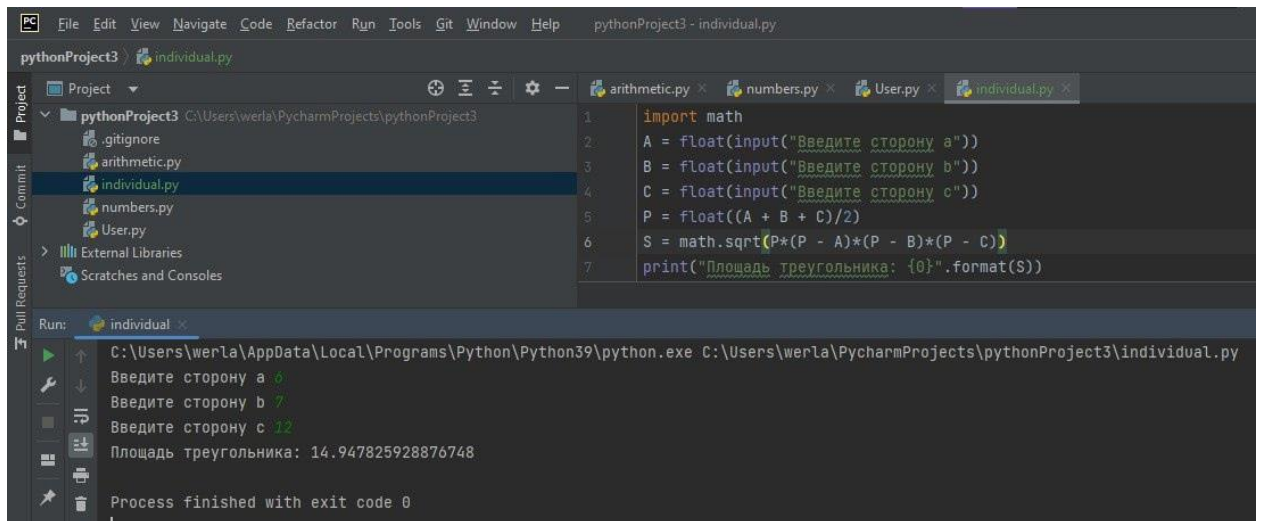 PC File Edit View Navigate Code Refactor Run Tools Git Window Help pythonProject3 - individual.py
pythonProject3 individual.py
Project
Commit
Pull Requests
Project
pythonProject3 C:\Users\werla\PycharmProjects\pythonProject3
.gitignore
arithmetic.py
individual.py
numbers.py
User.py
External Libraries
Scratches and Consoles
arithmetic.py numbers.py User.py individual.py
1 import math
2 A = float(input("Введите сторону a"))
3 B = float(input("Введите сторону b"))
4 C = float(input("Введите сторону c"))
5 P = float((A + B + C)/2)
6 S = math.sqrt(P*(P - A)*(P - B)*(P - C))
7 print("Площадь треугольника: {0}".format(S))
Run: individual
C:\Users\werla\AppData\Local\Programs\Python\Python39\python.exe C:\Users\werla\PycharmProjects\pythonProject3\individual.py
Введите сторону a 6
Введите сторону b 7
Введите сторону c 12
Площадь треугольника: 14.947825928876748
Process finished with exit code 0